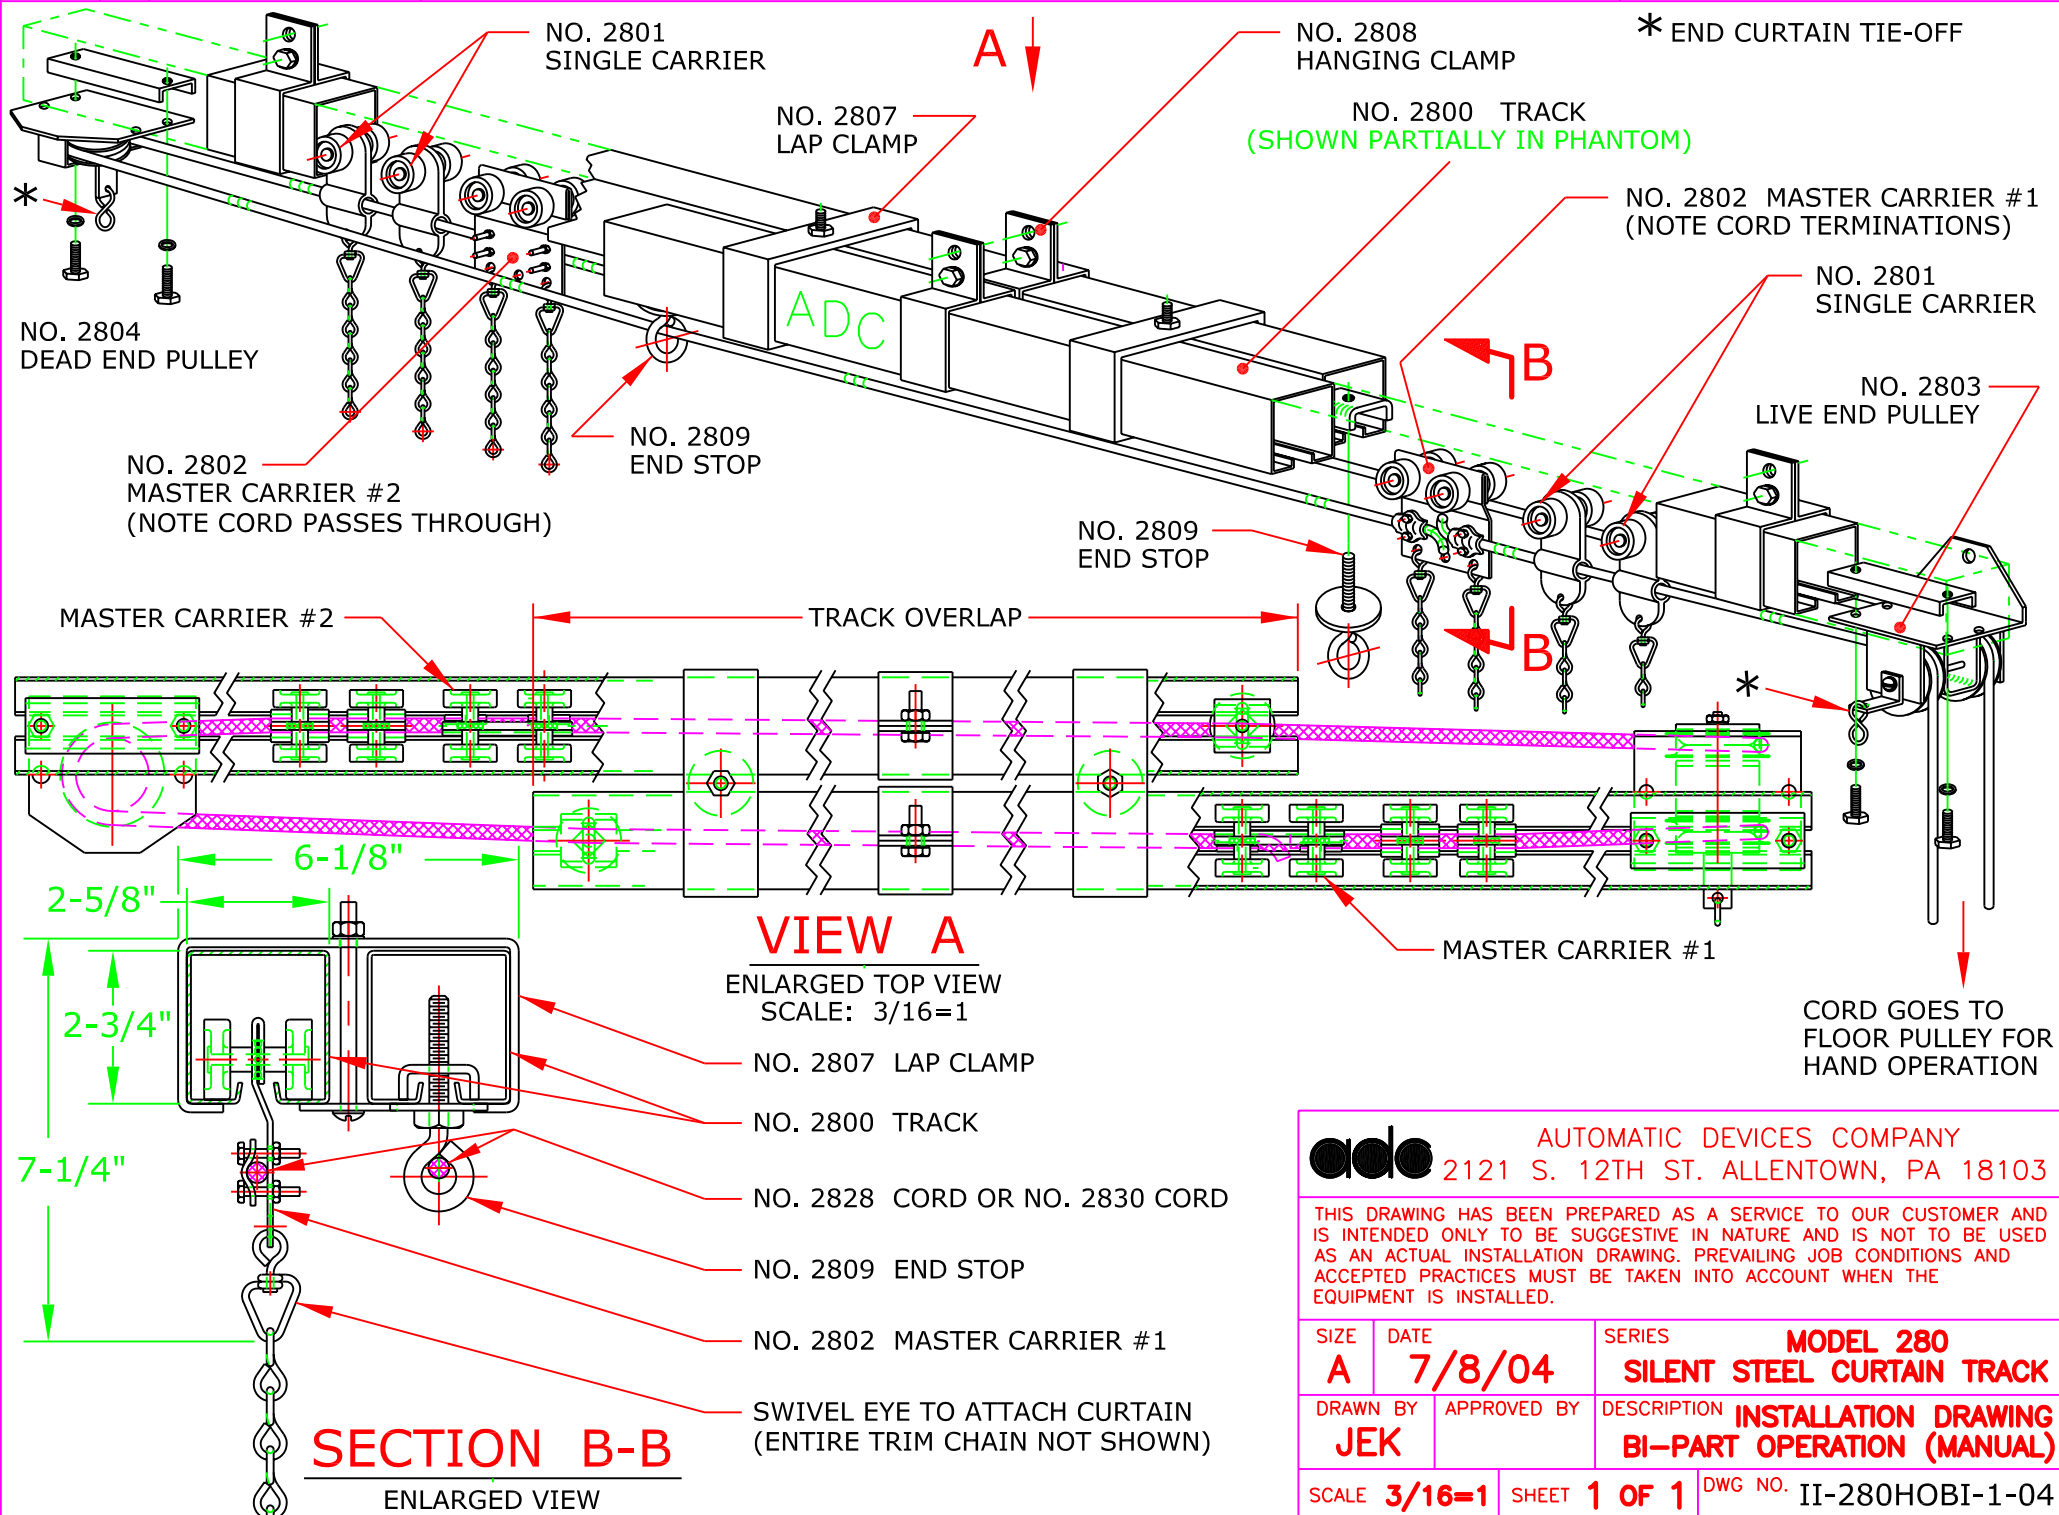 NO. 2801
SINGLE CARRIER
A
NO. 2808
HANGING CLAMP
* END CURTAIN TIE-OFF
NO. 2807
LAP CLAMP
NO. 2800 TRACK
(SHOWN PARTIALLY IN PHANTOM)
NO. 2802 MASTER CARRIER #1
(NOTE CORD TERMINATIONS)
*
NO. 2801
SINGLE CARRIER
NO. 2804
DEAD END PULLEY
ADC
B
NO. 2803
LIVE END PULLEY
NO. 2809
END STOP
NO. 2802
MASTER CARRIER #2
(NOTE CORD PASSES THROUGH)
NO. 2809
END STOP
MASTER CARRIER #2
TRACK OVERLAP
B
*
6-1/8"
2-5/8"
2-3/4"
7-1/4"
VIEW A
ENLARGED TOP VIEW
SCALE: 3/16=1
MASTER CARRIER #1
CORD GOES TO
FLOOR PULLEY FOR
HAND OPERATION
NO. 2807 LAP CLAMP
NO. 2800 TRACK
NO. 2828 CORD OR NO. 2830 CORD
NO. 2809 END STOP
NO. 2802 MASTER CARRIER #1
SWIVEL EYE TO ATTACH CURTAIN
(ENTIRE TRIM CHAIN NOT SHOWN)
SECTION B-B
ENLARGED VIEW
adc
AUTOMATIC DEVICES COMPANY
2121 S. 12TH ST. ALLENTOWN, PA 18103
THIS DRAWING HAS BEEN PREPARED AS A SERVICE TO OUR CUSTOMER AND
IS INTENDED ONLY TO BE SUGGESTIVE IN NATURE AND IS NOT TO BE USED
AS AN ACTUAL INSTALLATION DRAWING. PREVAILING JOB CONDITIONS AND
ACCEPTED PRACTICES MUST BE TAKEN INTO ACCOUNT WHEN THE
EQUIPMENT IS INSTALLED.
SIZE A
DATE 7/8/04
SERIES MODEL 280
SILENT STEEL CURTAIN TRACK
DRAWN BY JEK
APPROVED BY
DESCRIPTION INSTALLATION DRAWING
BI-PART OPERATION (MANUAL)
SCALE 3/16=1
SHEET 1 OF 1
DWG NO. II-280HOBI-1-04